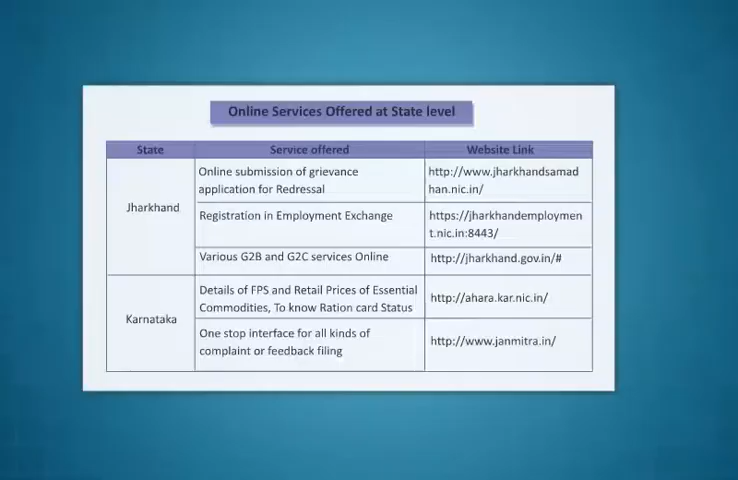 Online Services Offered at State level
State Service offered Website Link
Jharkhand
Online submission of grievance
application for Redressal
http://www.jharkhandsamad
han.nic.in/
Registration in Employment Exchange
https://jharkhandemploymen
t.nic.in:8443/
Various G2B and G2C services Online
http://jharkhand.gov.in/#
Karnataka
Details of FPS and Retail Prices of Essential
Commodities, To know Ration card Status
http://ahara.kar.nic.in/
One stop interface for all kinds of
complaint or feedback filing
http://www.janmitra.in/